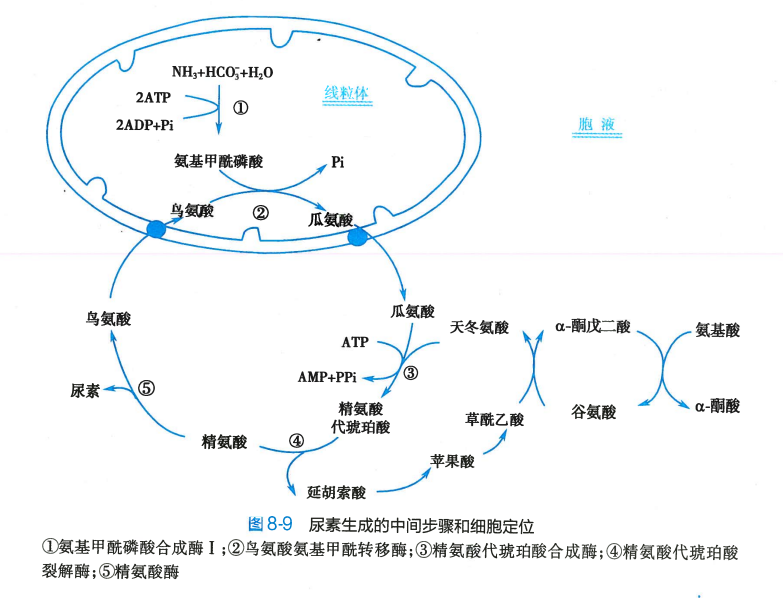 NH₃+HCO₃⁻+H₂O
线粒体
2ATP
①
2ADP+Pi
胞 液
氨基甲酰磷酸
Pi
鸟氨酸
②
瓜氨酸
鸟氨酸
瓜氨酸
ATP
天冬氨酸
α-酮戊二酸
氨基酸
AMP+PPi
③
尿素
⑤
精氨酸
代琥珀酸
草酰乙酸
谷氨酸
α-酮酸
精氨酸
④
苹果酸
延胡索酸
图8-9 尿素生成的中间步骤和细胞定位
①氨基甲酰磷酸合成酶Ⅰ;②鸟氨酸氨基甲酰转移酶;③精氨酸代琥珀酸合成酶;④精氨酸代琥珀酸
裂解酶;⑤精氨酸酶